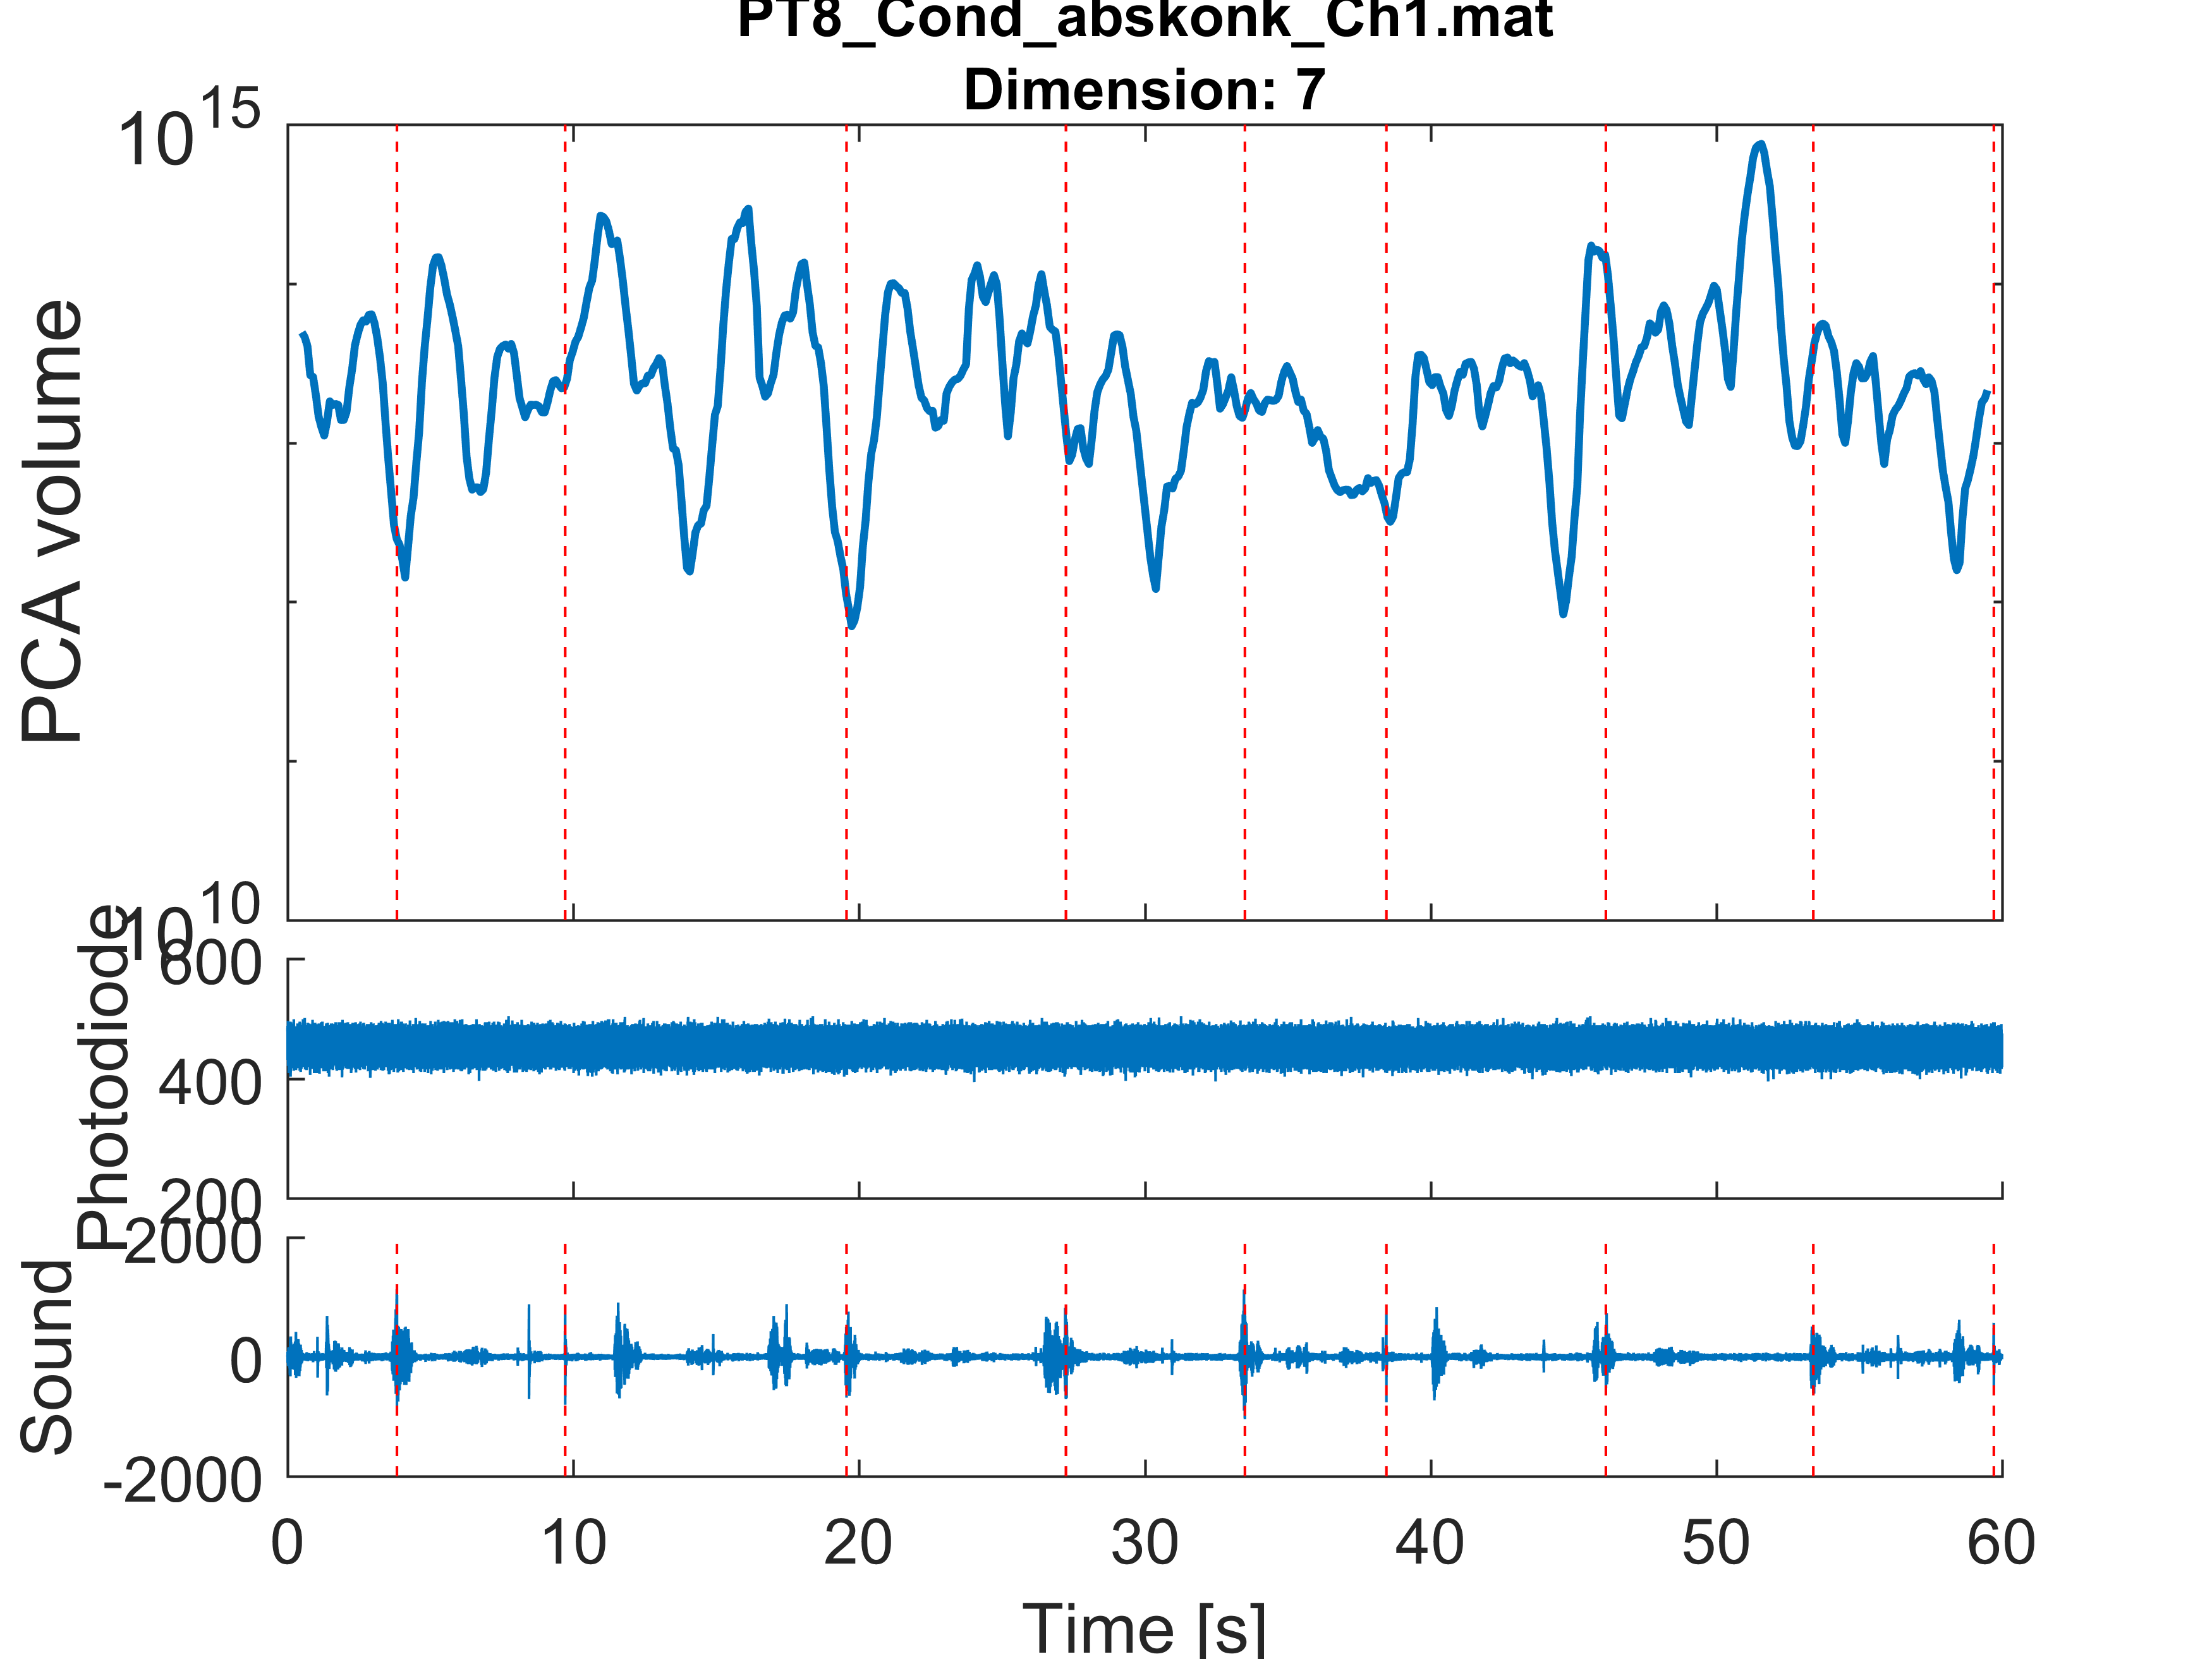 PT8_Cond_abskonk_Ch1.mat
Dimension: 7
10^15
PCA volume
10^10
600
Photodiode
400
200
2000
Sound
0
-2000
0 10 20 30 40 50 60
Time [s]